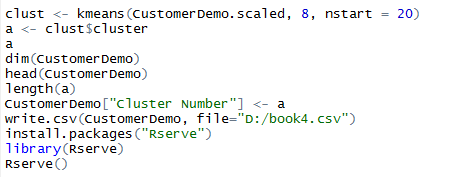 clust <- kmeans(CustomerDemo.scaled, 8, nstart = 20)
a <- clust$cluster
a
dim(CustomerDemo)
head(CustomerDemo)
length(a)
CustomerDemo["Cluster Number"] <- a
write.csv(CustomerDemo, file="D:/book4.csv")
install.packages("Rserve")
library(Rserve)
Rserve()